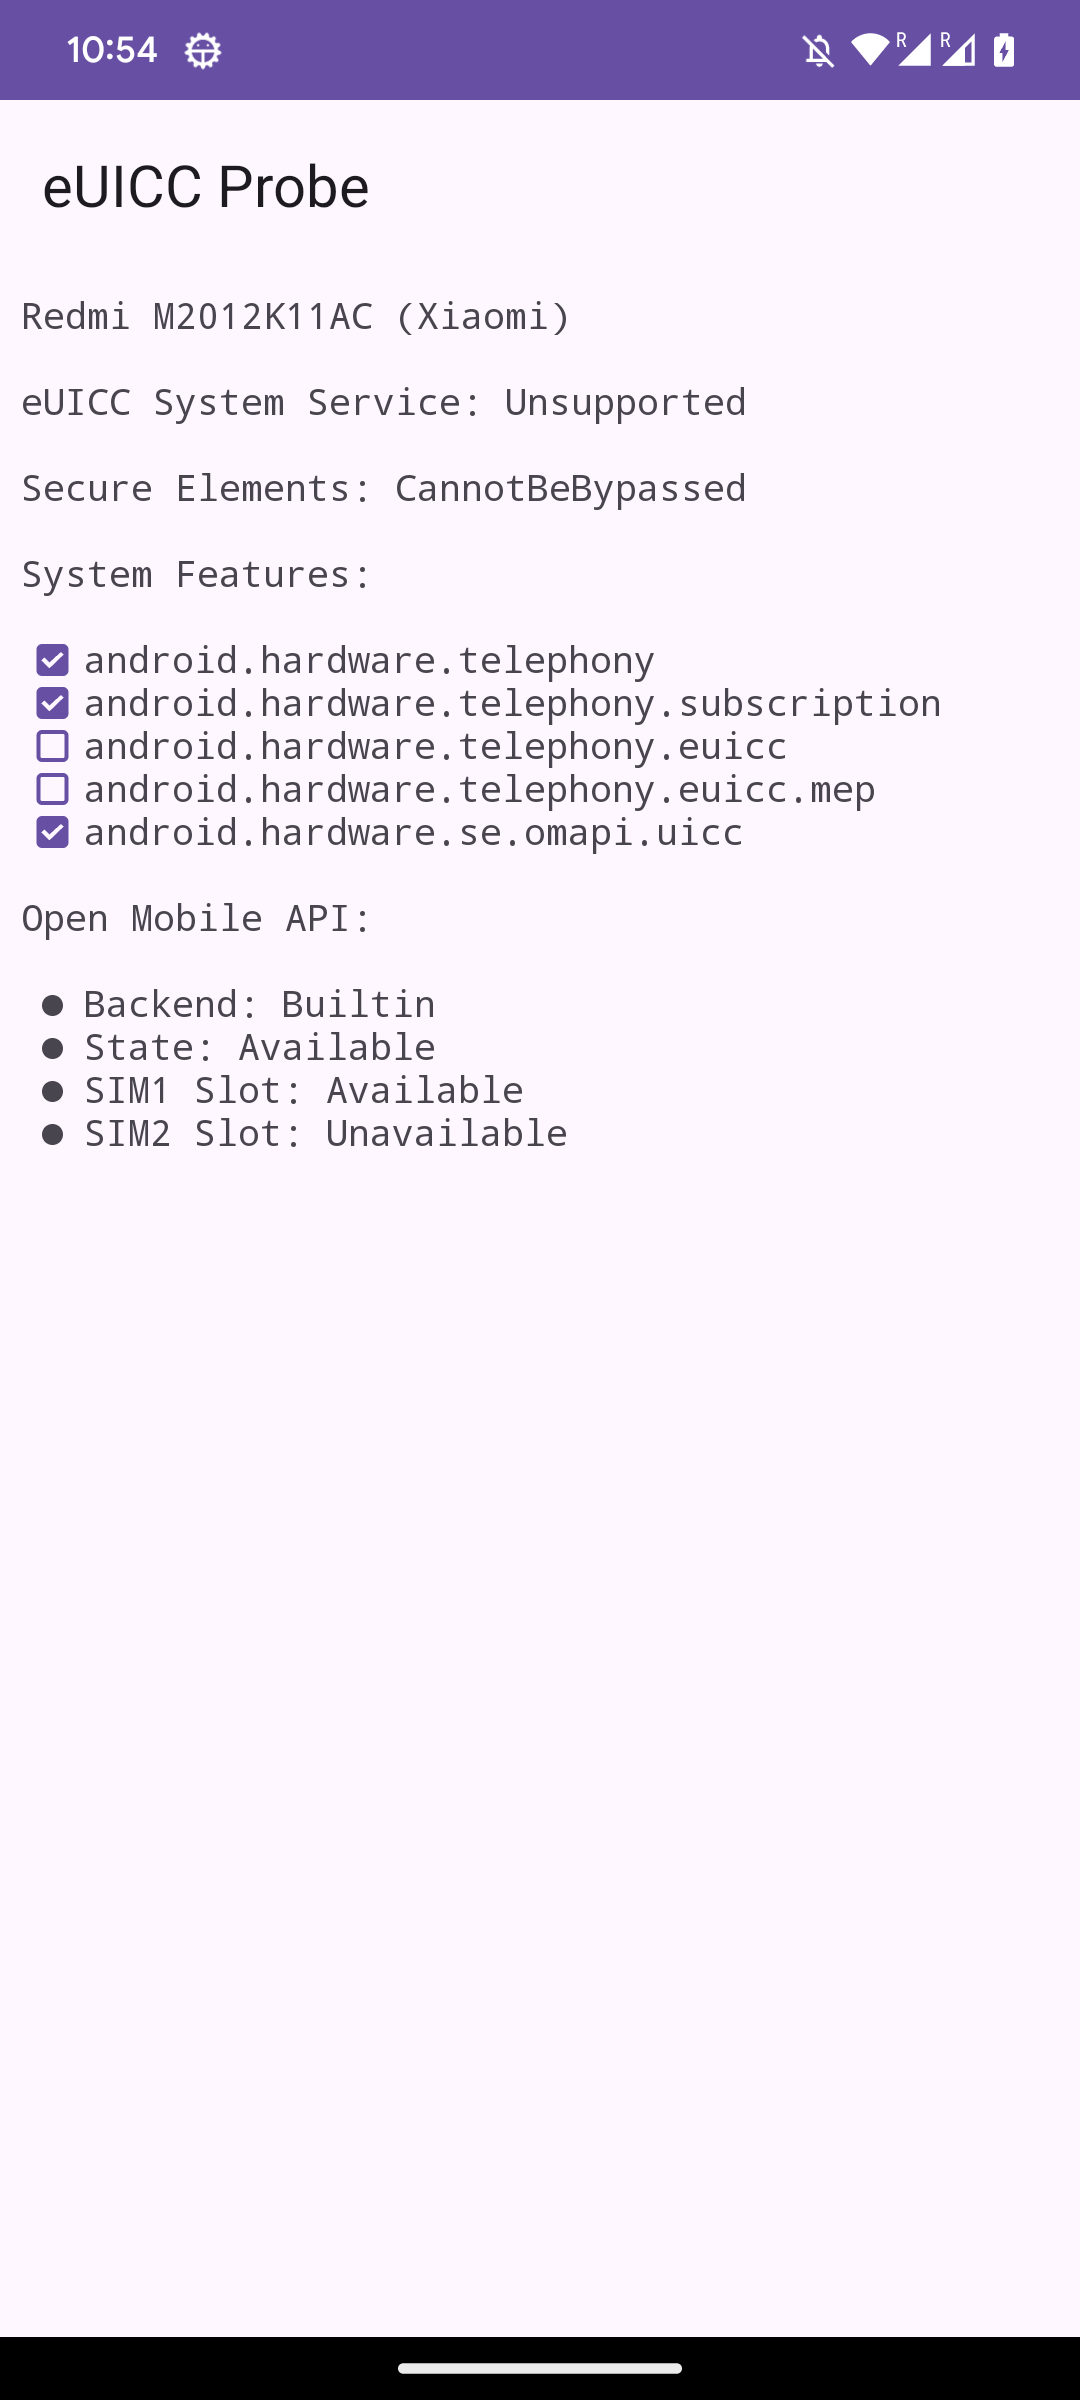 10:54
R R
eUICC Probe
Redmi M2012K11AC (Xiaomi)
eUICC System Service: Unsupported
Secure Elements: CannotBeBypassed
System Features:
android.hardware.telephony
android.hardware.telephony.subscription
android.hardware.telephony.euicc
android.hardware.telephony.euicc.mep
android.hardware.se.omapi.uicc
Open Mobile API:
● Backend: Builtin
● State: Available
● SIM1 Slot: Available
● SIM2 Slot: Unavailable